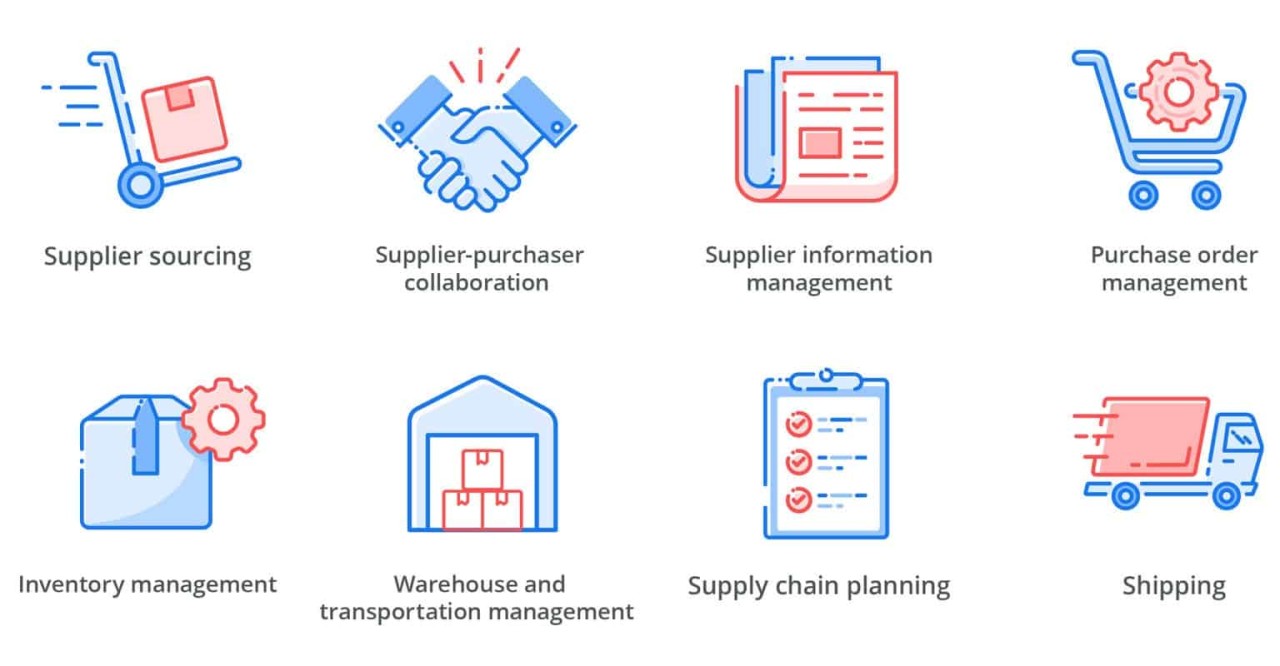 Supplier sourcing
Supplier-purchaser
collaboration
Supplier information
management
Purchase order
management
Inventory management
Warehouse and
transportation management
Supply chain planning
Shipping